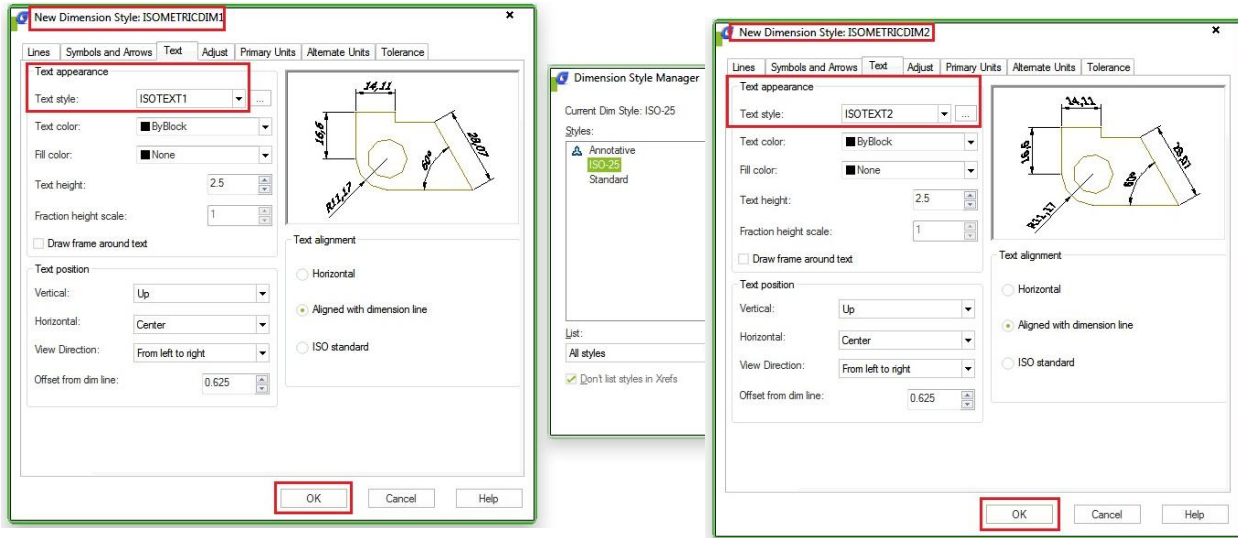 New Dimension Style: ISOMETRICDIM1
Lines Symbols and Arrows Text Adjust Primary Units Alternate Units Tolerance
Text appearance
Text style: ISOTEXT1 ...
Text color: ByBlock
Fill color: None
Text height: 2.5
Fraction height scale: 1
Draw frame around text
Text position
Vertical: Up
Horizontal: Center
View Direction: From left to right
Offset from dim line: 0.625
14,11
16,6
28,07
60°
R11,17
Text alignment
Horizontal
Aligned with dimension line
ISO standard
OK Cancel Help
Dimension Style Manager
Current Dim Style: ISO-25
Styles:
Annotative
ISO-25
Standard
List:
All styles
Don't list styles in Xrefs
New Dimension Style: ISOMETRICDIM2
Lines Symbols and Arrows Text Adjust Primary Units Alternate Units Tolerance
Text appearance
Text style: ISOTEXT2 ...
Text color: ByBlock
Fill color: None
Text height: 2.5
Fraction height scale: 1
Draw frame around text
Text position
Vertical: Up
Horizontal: Center
View Direction: From left to right
Offset from dim line: 0.625
14,11
16,6
28,07
60°
R11,17
Text alignment
Horizontal
Aligned with dimension line
ISO standard
OK Cancel Help